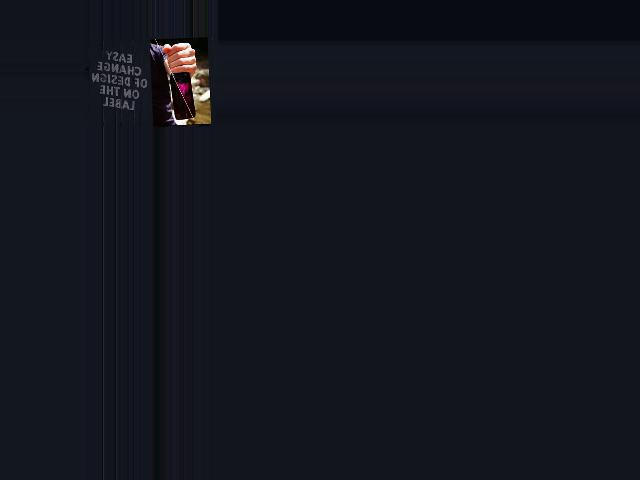 EASY
CHANGE
OF DESIGN
ON THE
LABEL